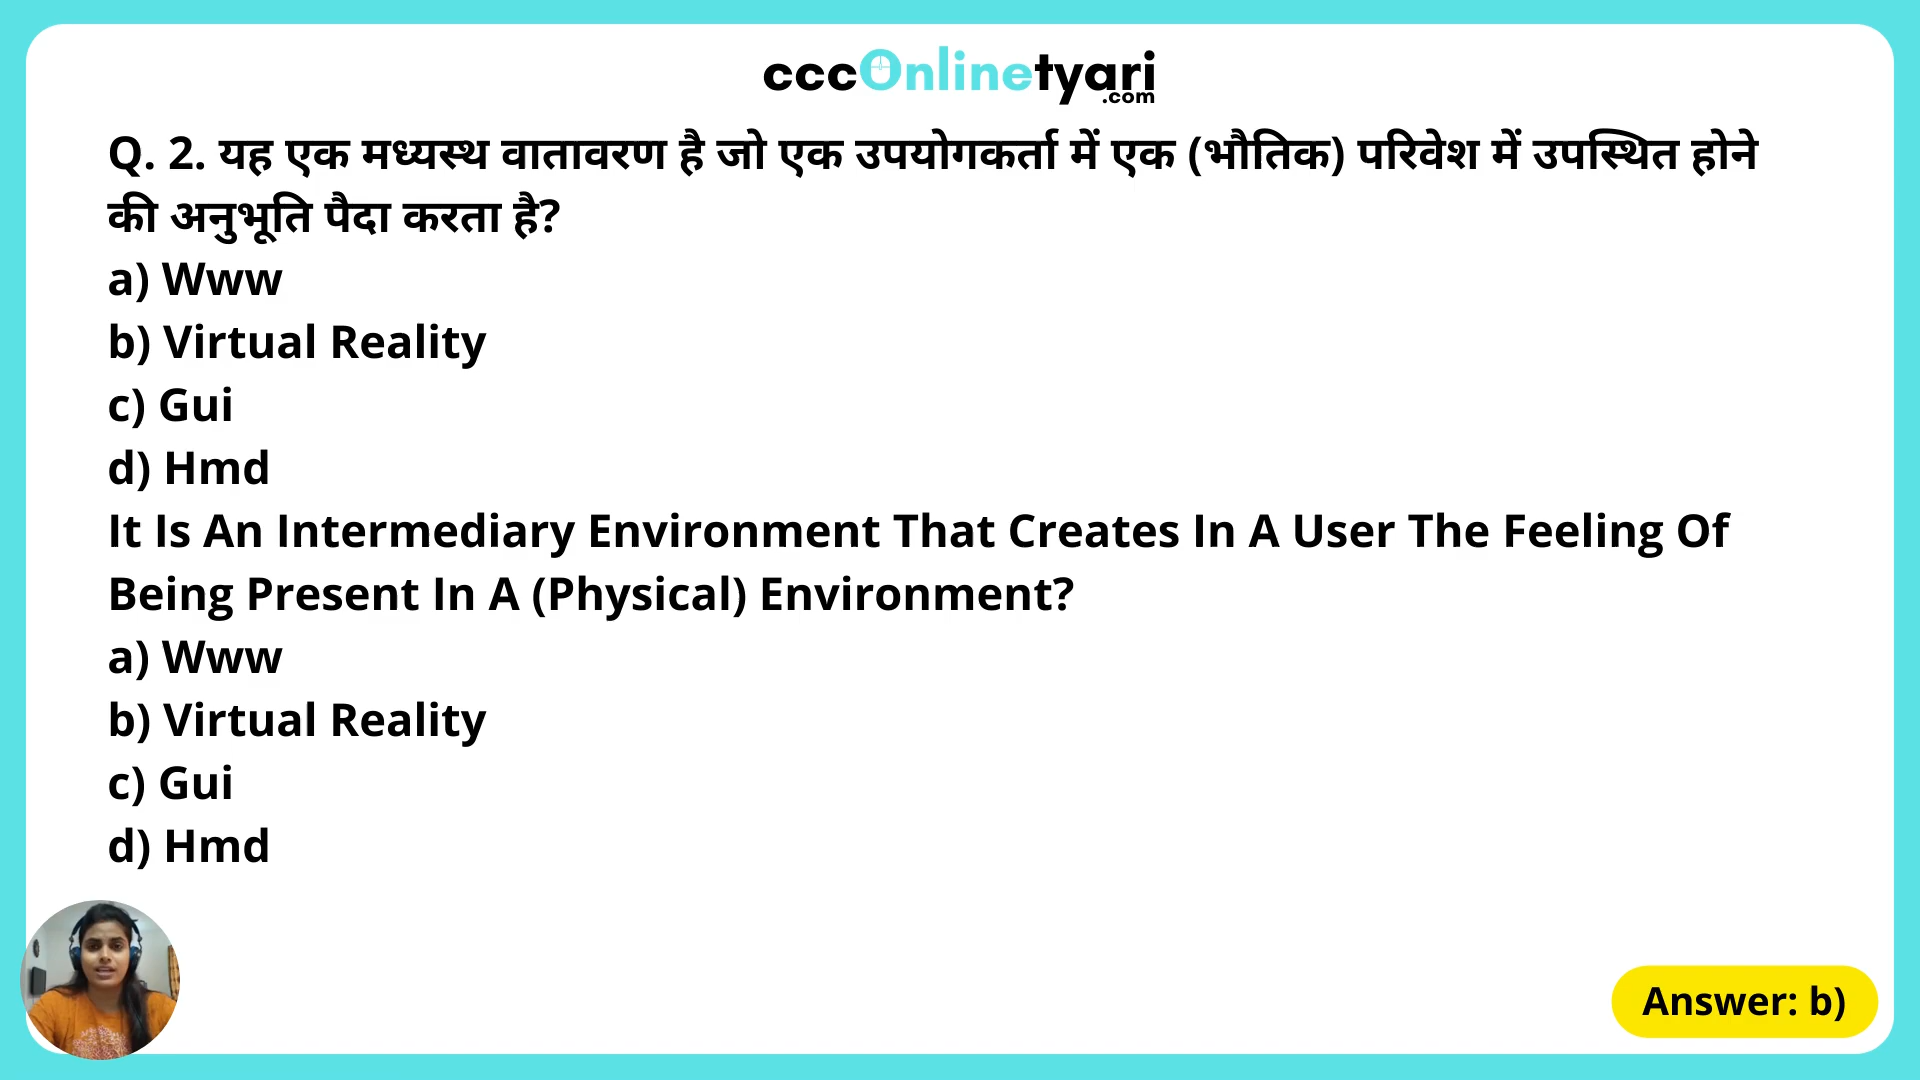 cccOnlinetyari
.com
Q. 2. यह एक मध्यस्थ वातावरण है जो एक उपयोगकर्ता में एक (भौतिक) परिवेश में उपस्थित होने
की अनुभूति पैदा करता है?
a) Www
b) Virtual Reality
c) Gui
d) Hmd
It Is An Intermediary Environment That Creates In A User The Feeling Of
Being Present In A (Physical) Environment?
a) Www
b) Virtual Reality
c) Gui
d) Hmd
Answer: b)